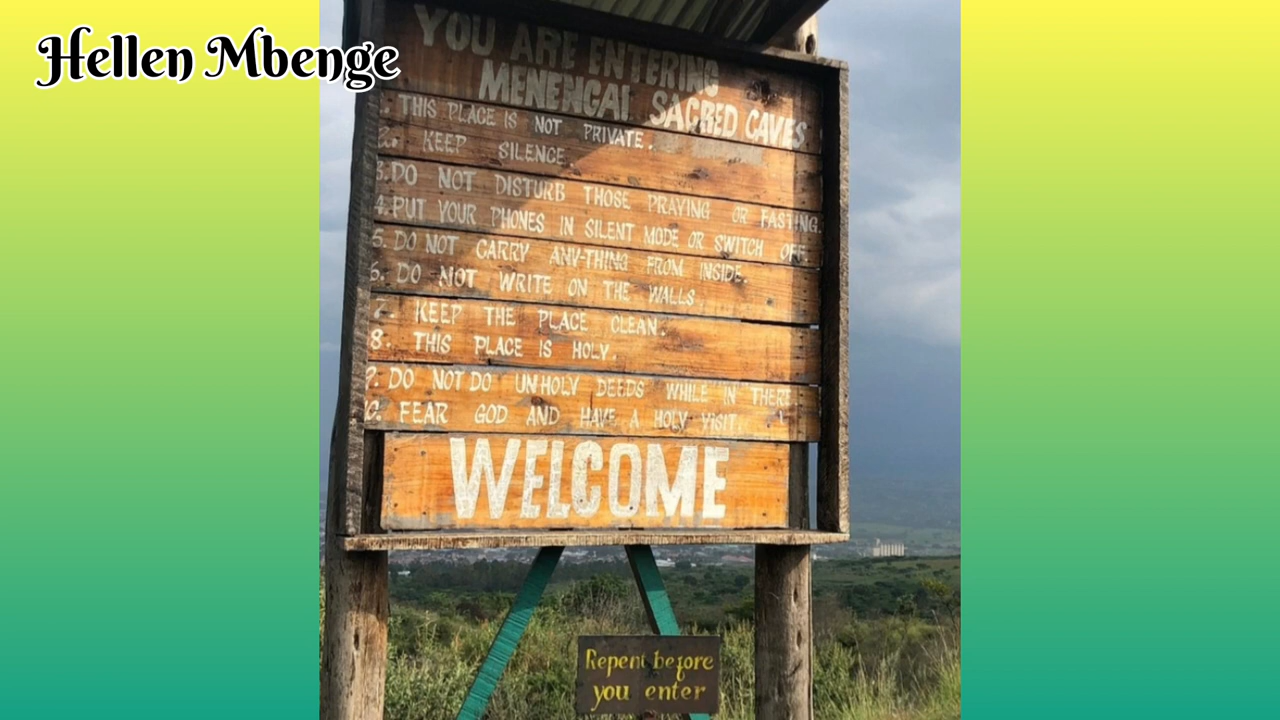 Hellen Mbenge
YOU ARE ENTERING
MENENGAI SACRED CAVES
1. THIS PLACE IS NOT PRIVATE.
2. KEEP SILENCE.
3. DO NOT DISTURB THOSE PRAYING OR FASTING.
4. PUT YOUR PHONES IN SILENT MODE OR SWITCH OFF.
5. DO NOT CARRY ANY-THING FROM INSIDE.
6. DO NOT WRITE ON THE WALLS.
7. KEEP THE PLACE CLEAN.
8. THIS PLACE IS HOLY.
9. DO NOT DO UNHOLY DEEDS WHILE IN THERE.
10. FEAR GOD AND HAVE A HOLY VISIT.
WELCOME
Repent before
you enter